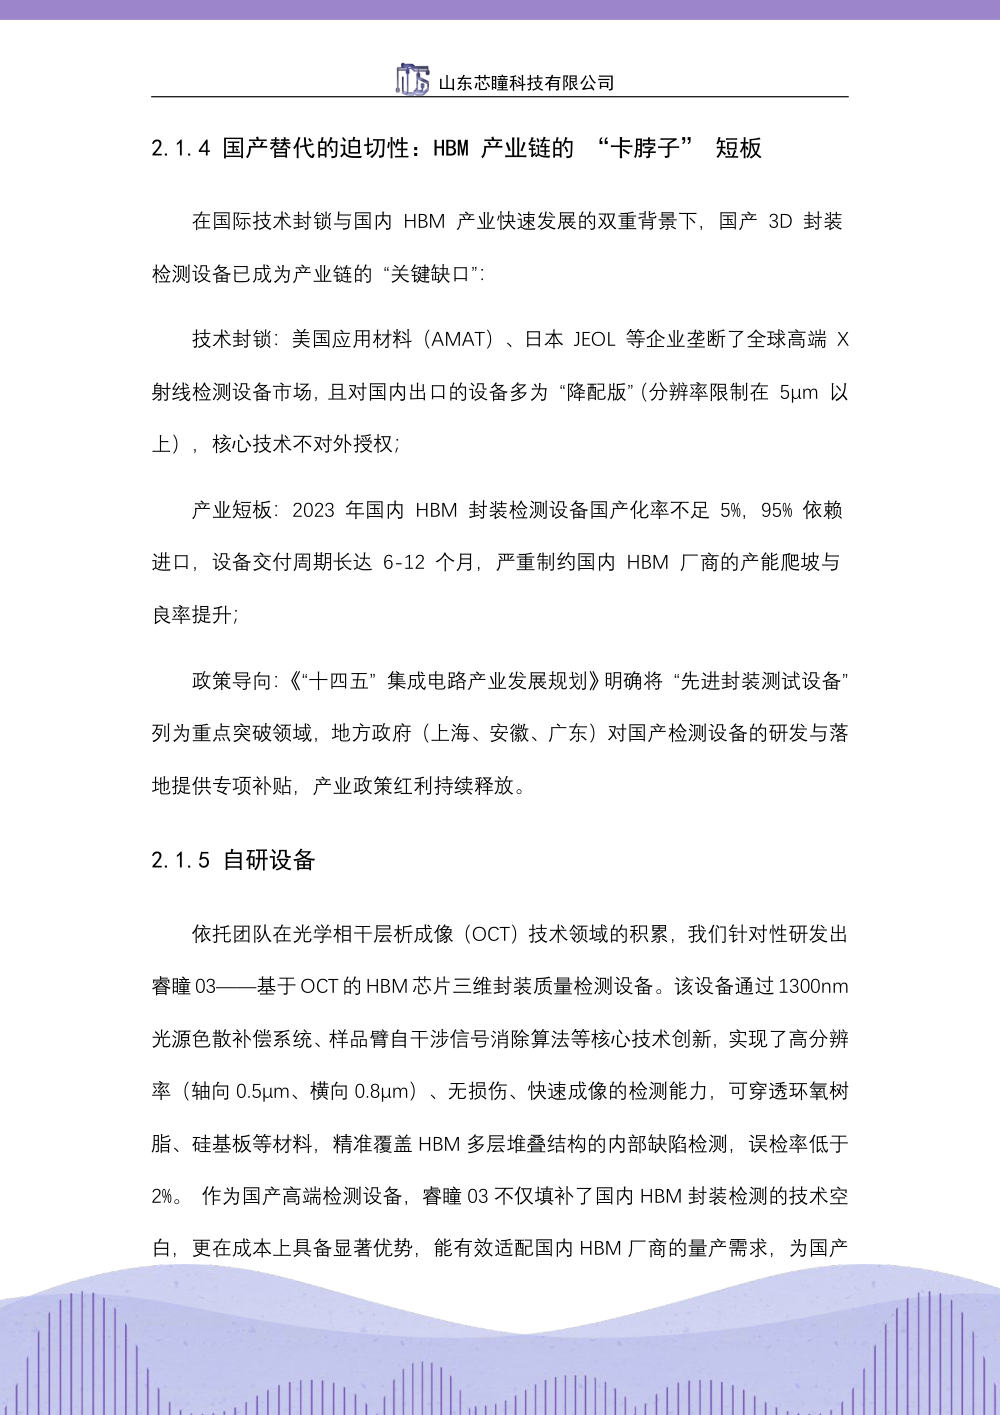 山东芯瞳科技有限公司
2.1.4 国产替代的迫切性：HBM 产业链的 “卡脖子” 短板
在国际技术封锁与国内 HBM 产业快速发展的双重背景下，国产 3D 封装
检测设备已成为产业链的 “关键缺口”：
技术封锁：美国应用材料（AMAT）、日本 JEOL 等企业垄断了全球高端 X
射线检测设备市场，且对国内出口的设备多为 “降配版”（分辨率限制在 5μm 以
上），核心技术不对外授权；
产业短板：2023 年国内 HBM 封装检测设备国产化率不足 5%，95% 依赖
进口，设备交付周期长达 6-12 个月，严重制约国内 HBM 厂商的产能爬坡与
良率提升；
政策导向：《“十四五” 集成电路产业发展规划》明确将 “先进封装测试设备”
列为重点突破领域，地方政府（上海、安徽、广东）对国产检测设备的研发与落
地提供专项补贴，产业政策红利持续释放。
2.1.5 自研设备
依托团队在光学相干层析成像（OCT）技术领域的积累，我们针对性研发出
睿瞳 03——基于 OCT 的 HBM 芯片三维封装质量检测设备。该设备通过 1300nm
光源色散补偿系统、样品臂自干涉信号消除算法等核心技术创新，实现了高分辨
率（轴向 0.5μm、横向 0.8μm）、无损伤、快速成像的检测能力，可穿透环氧树
脂、硅基板等材料，精准覆盖 HBM 多层堆叠结构的内部缺陷检测，误检率低于
2%。 作为国产高端检测设备，睿瞳 03 不仅填补了国内 HBM 封装检测的技术空
白，更在成本上具备显著优势，能有效适配国内 HBM 厂商的量产需求，为国产